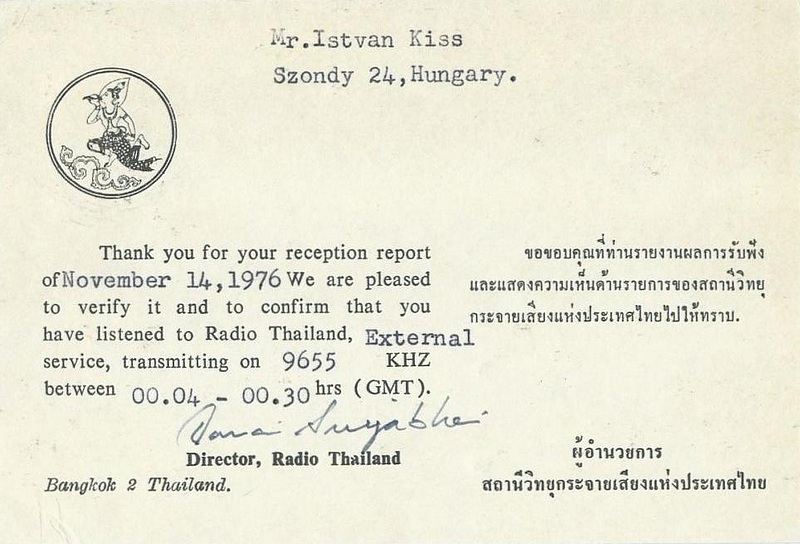 Mr.Istvan Kiss
Szondy 24,Hungary.
Thank you for your reception report
of November 14,1976 We are pleased
to verify it and to confirm that you
have listened to Radio Thailand, External
service, transmitting on 9655 KHZ
between 00.04 - 00.30 hrs (GMT).
Director, Radio Thailand
Bangkok 2 Thailand.
ขอขอบคุณที่ท่านรายงานผลการรับฟัง
และแสดงความเห็นด้านรายการของสถานีวิทยุ
กระจายเสียงแห่งประเทศไทยไปให้ทราบ.
ผู้อำนวยการ
สถานีวิทยุกระจายเสียงแห่งประเทศไทย